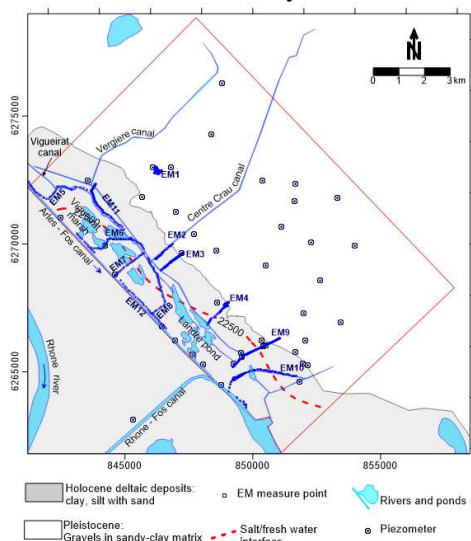 N
0 1 2 3 km
6275000
6270000
6265000
Vigueirat
canal
Vergiere canal
Centre Crau canal
EM1
EM5
EM11
Vigueirat
marsh
EM6
EM2
EM3
EM7
Arles - Fos canal
EM12
EM8
EM4
22500
Landre pond
EM9
EM10
Rhone river
Rhone - Fos canal
845000 850000 855000
Holocene deltaic deposits:
clay, silt with sand
EM measure point
Rivers and ponds
Pleistocene:
Gravels in sandy-clay matrix
Salt/fresh water
interface
Piezometer